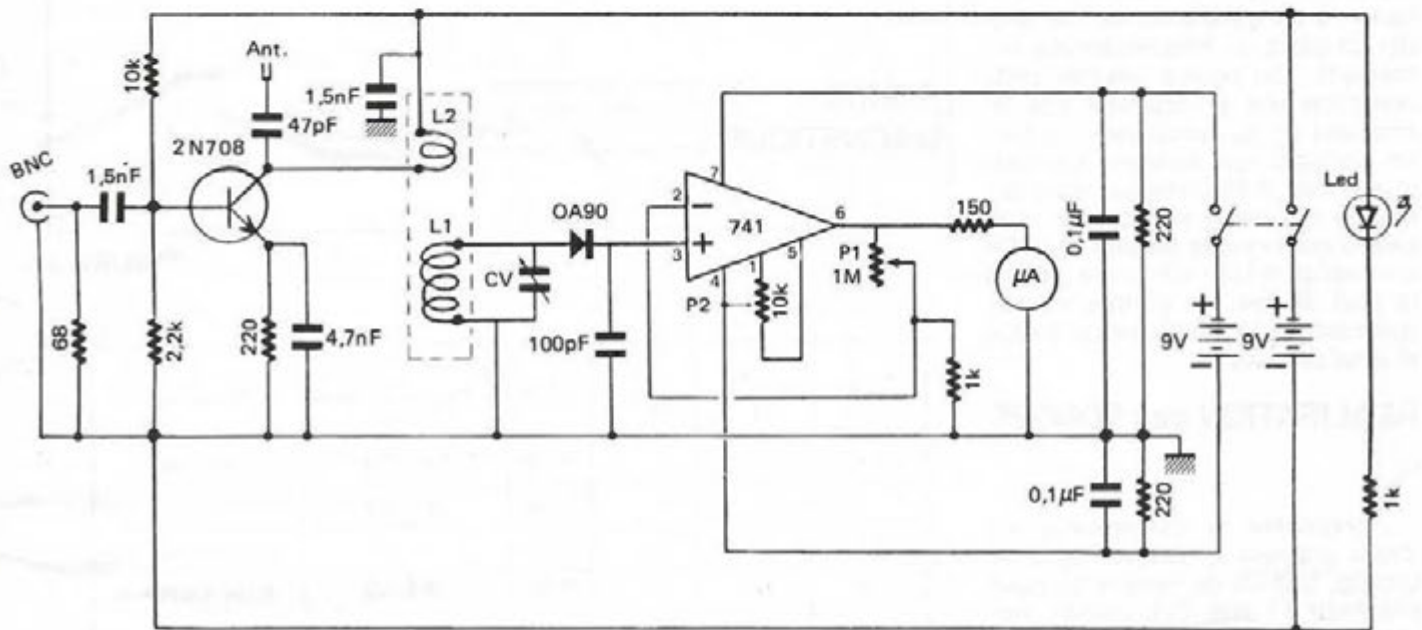 Ant.
10k
1,5nF
47pF
L2
2N708
BNC
1,5nF
7
Led
OA90
2
741
6
150
0,1µF
220
L1
3
1
5
P1
1M
µA
CV
4
P2
10k
9V
9V
68
2,2k
220
4,7nF
100pF
1k
0,1µF
220
1k